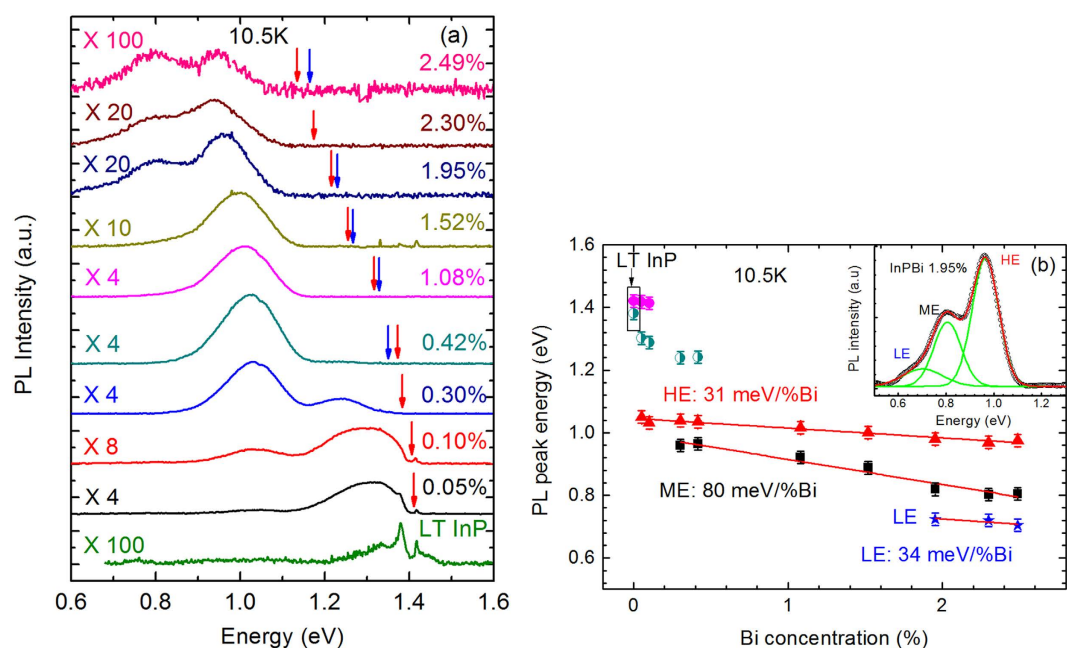 (a)
10.5K
X 100
2.49%
X 20
2.30%
X 20
1.95%
X 10
1.52%
X 4
1.08%
X 4
0.42%
X 4
0.30%
X 8
0.10%
X 4
0.05%
X 100
LT InP
0.6 0.8 1.0 1.2 1.4 1.6
Energy (eV)
PL Intensity (a.u.)
1.6
1.4
1.2
1.0
0.8
0.6
PL peak energy (eV)
LT InP
10.5K
(b)
HE: 31 meV/%Bi
ME: 80 meV/%Bi
LE
LE: 34 meV/%Bi
0 1 2
Bi concentration (%)
InPBi 1.95%
HE
ME
LE
PL intensity (a.u)
0.6 0.8 1.0 1.2
Energy (eV)